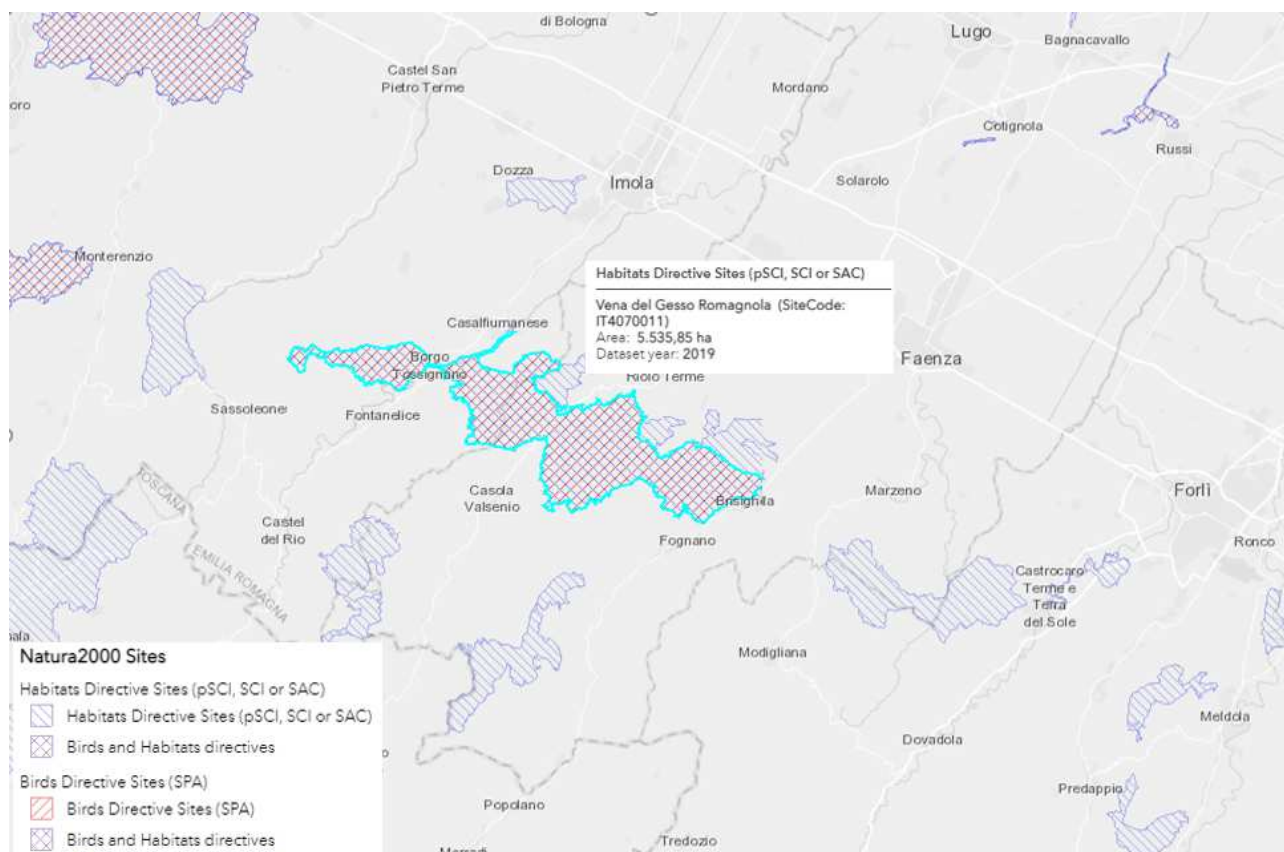 di Bologna
Lugo
Bagnacavallo
Castel San
Pietro Terme
Mordano
oro
Cotignola
Russi
Dozza
Imola
Solarolo
Monterenzio
Habitats Directive Sites (pSCI, SCI or SAC)
Vena del Gesso Romagnola (SiteCode:
IT4070011)
Area: 5.535,85 ha
Dataset year: 2019
Casalfiumanese
Borgo
Tossignano
Faenza
Riolo Terme
Sassoleone
Fontanelice
TOSCANA
EMILIA ROMAGNA
Casola
Valsenio
Brisighella
Marzeno
Forlì
Castel
del Rio
Fognano
Ronco
Castrocaro
Terme e
Terra
del Sole
Modigliana
Meldola
Dovadola
Predappio
Popolano
Tredozio
Natura2000 Sites
Habitats Directive Sites (pSCI, SCI or SAC)
Habitats Directive Sites (pSCI, SCI or SAC)
Birds and Habitats directives
Birds Directive Sites (SPA)
Birds Directive Sites (SPA)
Birds and Habitats directives